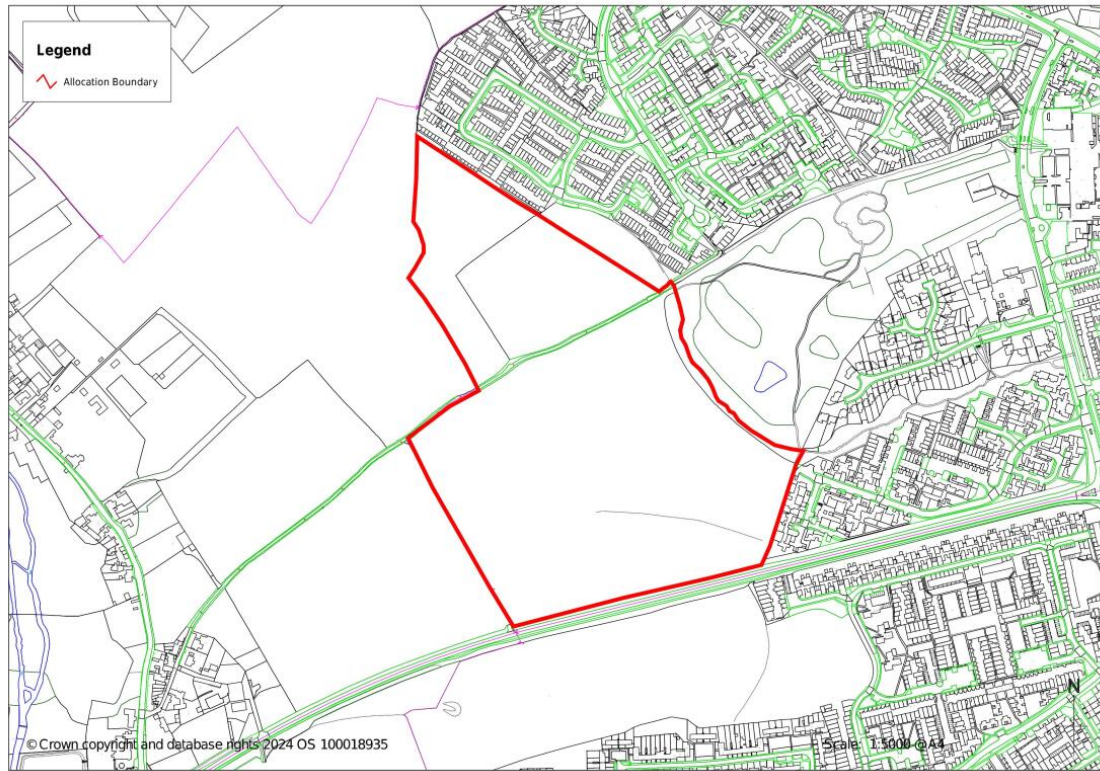 Legend
Allocation Boundary
N
© Crown copyright and database rights 2024 OS 100018935
Scale: 1:5000 @A4